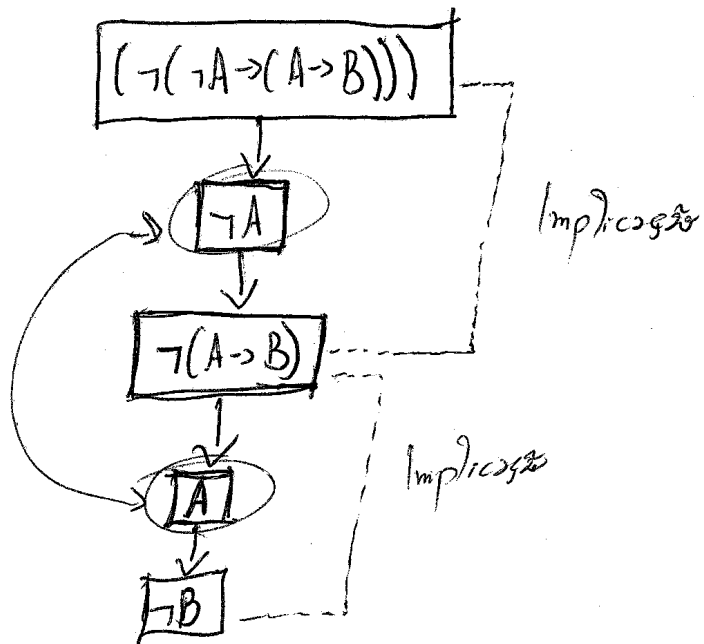 (¬(¬A→(A→B)))
¬A
Implicação
¬(A→B)
Implicação
A
¬B